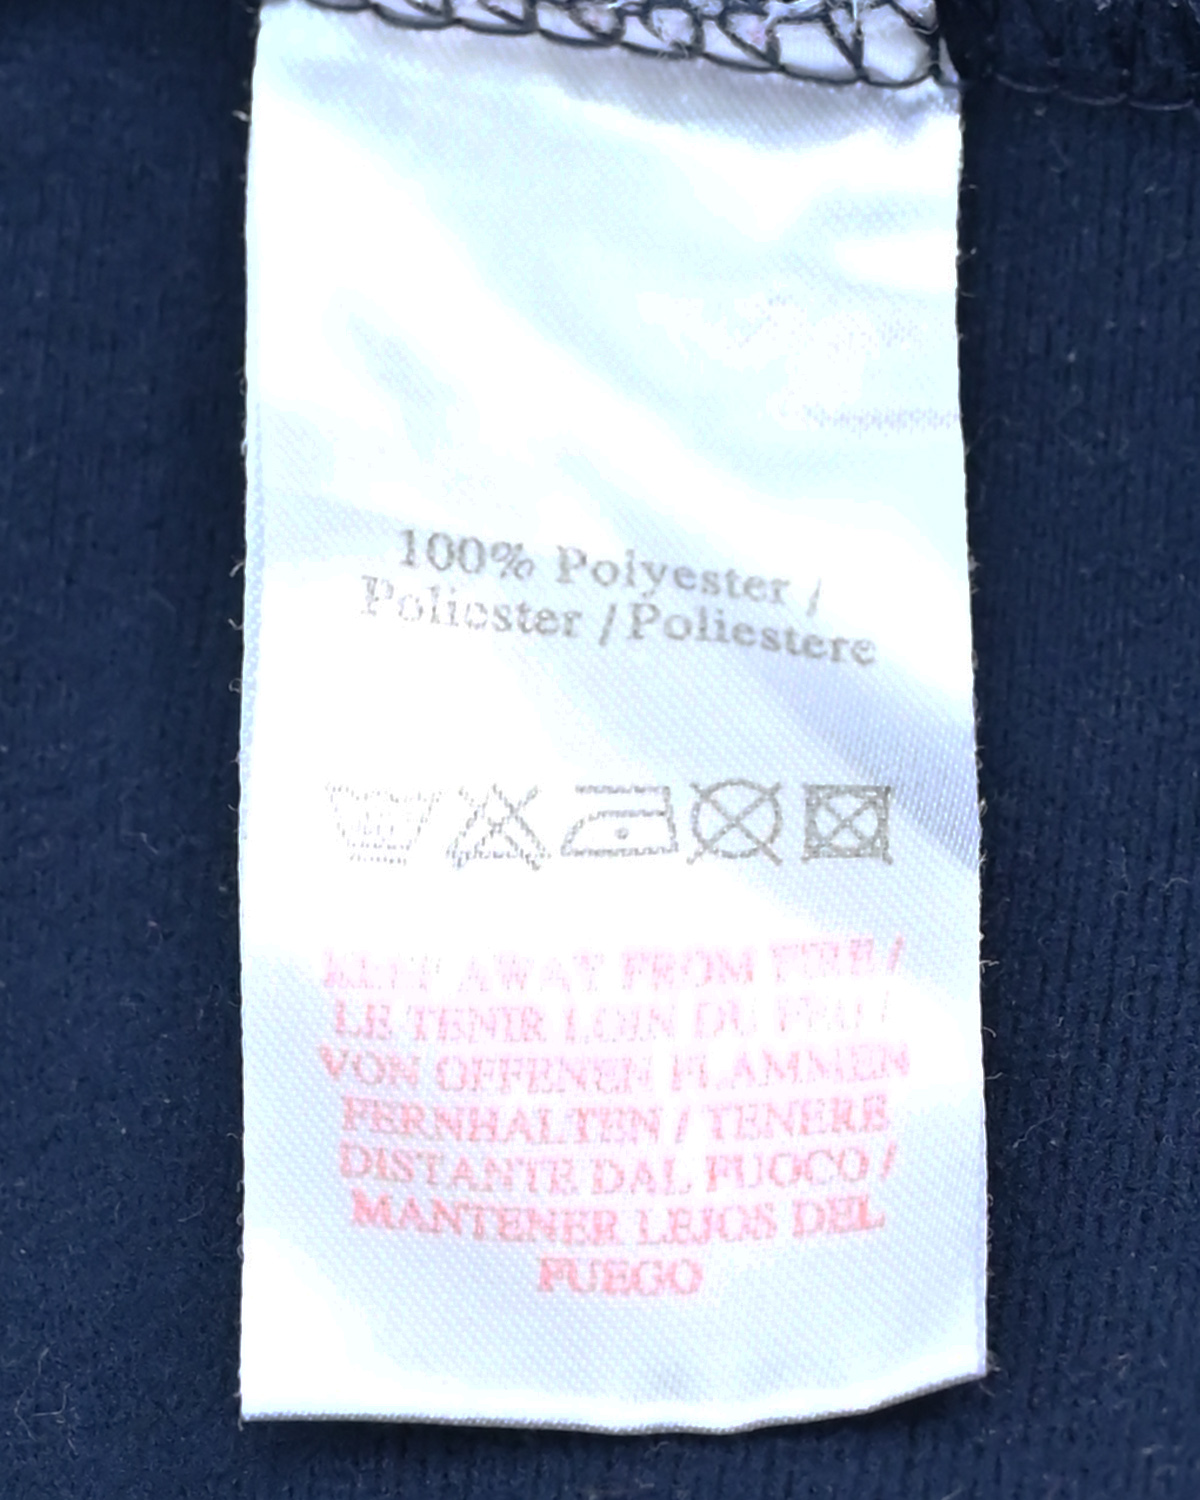 100% Polyester /
Poliester / Poliestere
KEEP AWAY FROM FIRE /
LE TENIR LOIN DU FEU /
VON OFFENEN FLAMMEN
FERNHALTEN / TENERE
DISTANTE DAL FUOCO /
MANTENER LEJOS DEL
FUEGO